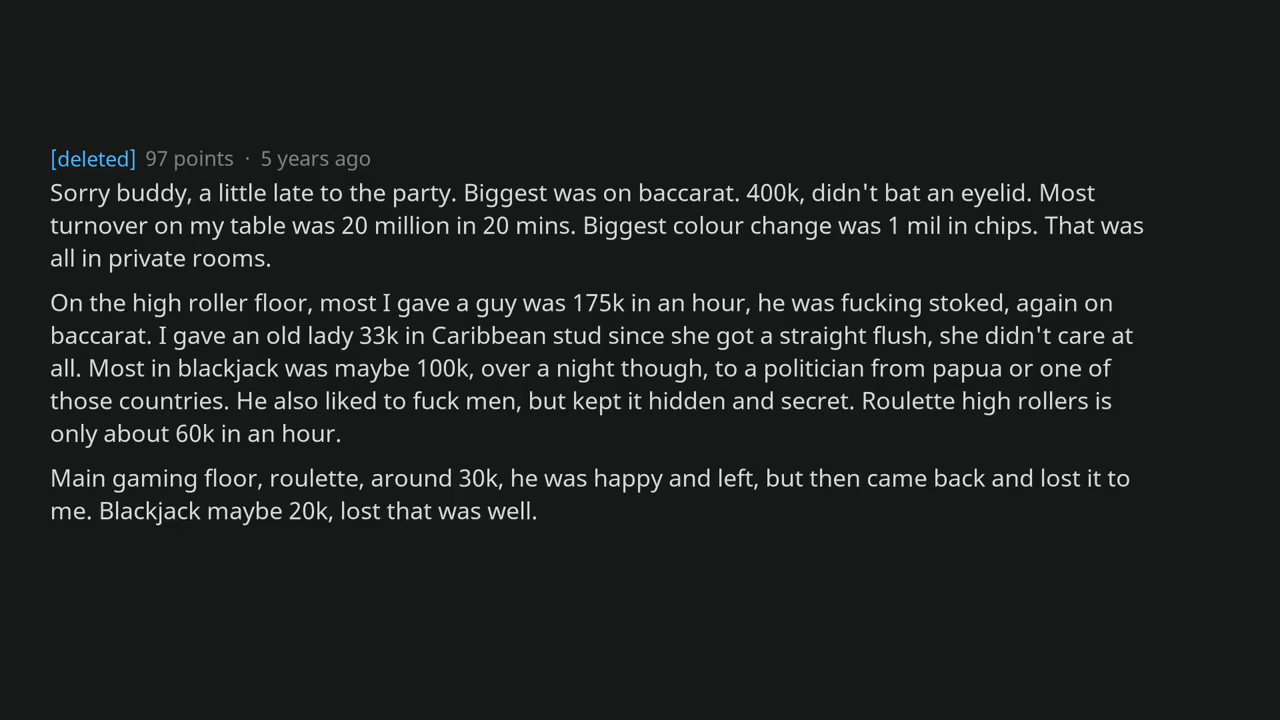 [deleted] 97 points · 5 years ago
Sorry buddy, a little late to the party. Biggest was on baccarat. 400k, didn't bat an eyelid. Most
turnover on my table was 20 million in 20 mins. Biggest colour change was 1 mil in chips. That was
all in private rooms.
On the high roller floor, most I gave a guy was 175k in an hour, he was fucking stoked, again on
baccarat. I gave an old lady 33k in Caribbean stud since she got a straight flush, she didn't care at
all. Most in blackjack was maybe 100k, over a night though, to a politician from papua or one of
those countries. He also liked to fuck men, but kept it hidden and secret. Roulette high rollers is
only about 60k in an hour.
Main gaming floor, roulette, around 30k, he was happy and left, but then came back and lost it to
me. Blackjack maybe 20k, lost that was well.